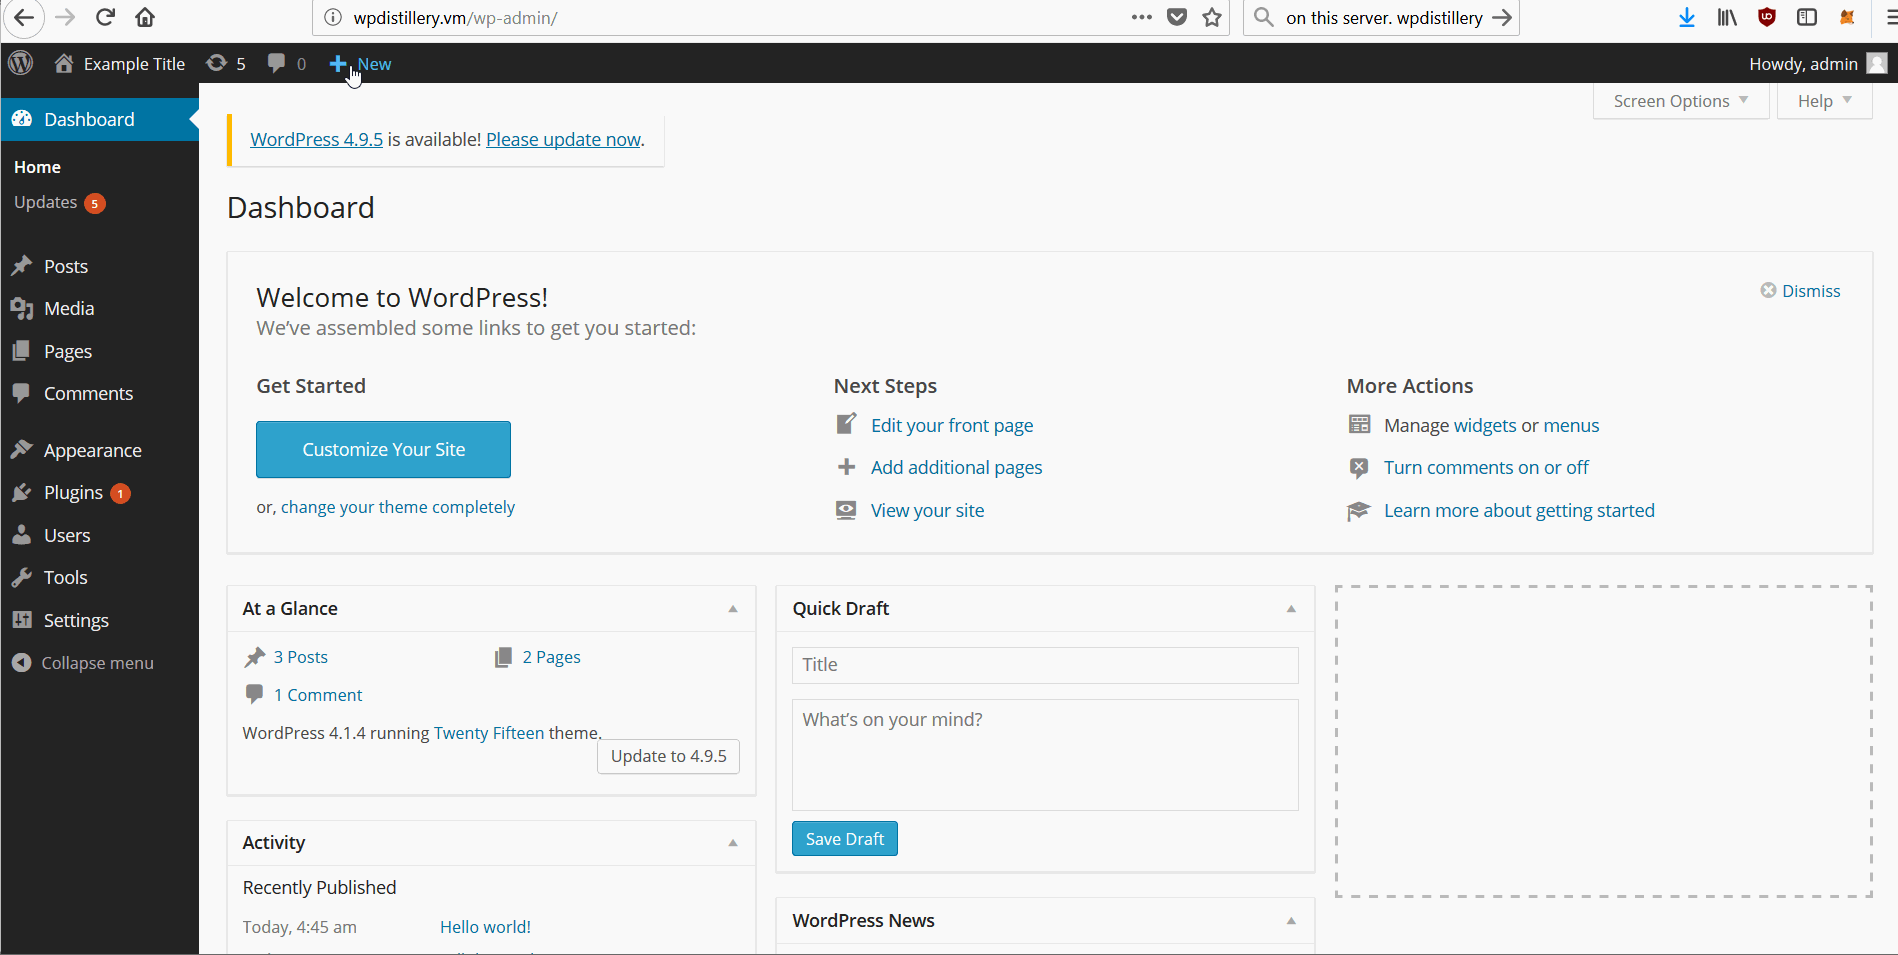 wpdistillery.vm/wp-admin/
on this server. wpdistillery
Example Title
5
0
New
Howdy, admin
Dashboard
Home
Updates 5
Posts
Media
Pages
Comments
Appearance
Plugins 1
Users
Tools
Settings
Collapse menu
Screen Options
Help
WordPress 4.9.5 is available! Please update now.
Dashboard
Welcome to WordPress!
We've assembled some links to get you started:
Dismiss
Get Started
Customize Your Site
or, change your theme completely
Next Steps
Edit your front page
Add additional pages
View your site
More Actions
Manage widgets or menus
Turn comments on or off
Learn more about getting started
At a Glance
3 Posts
2 Pages
1 Comment
WordPress 4.1.4 running Twenty Fifteen theme.
Update to 4.9.5
Activity
Recently Published
Today, 4:45 am
Hello world!
Quick Draft
Title
What's on your mind?
Save Draft
WordPress News